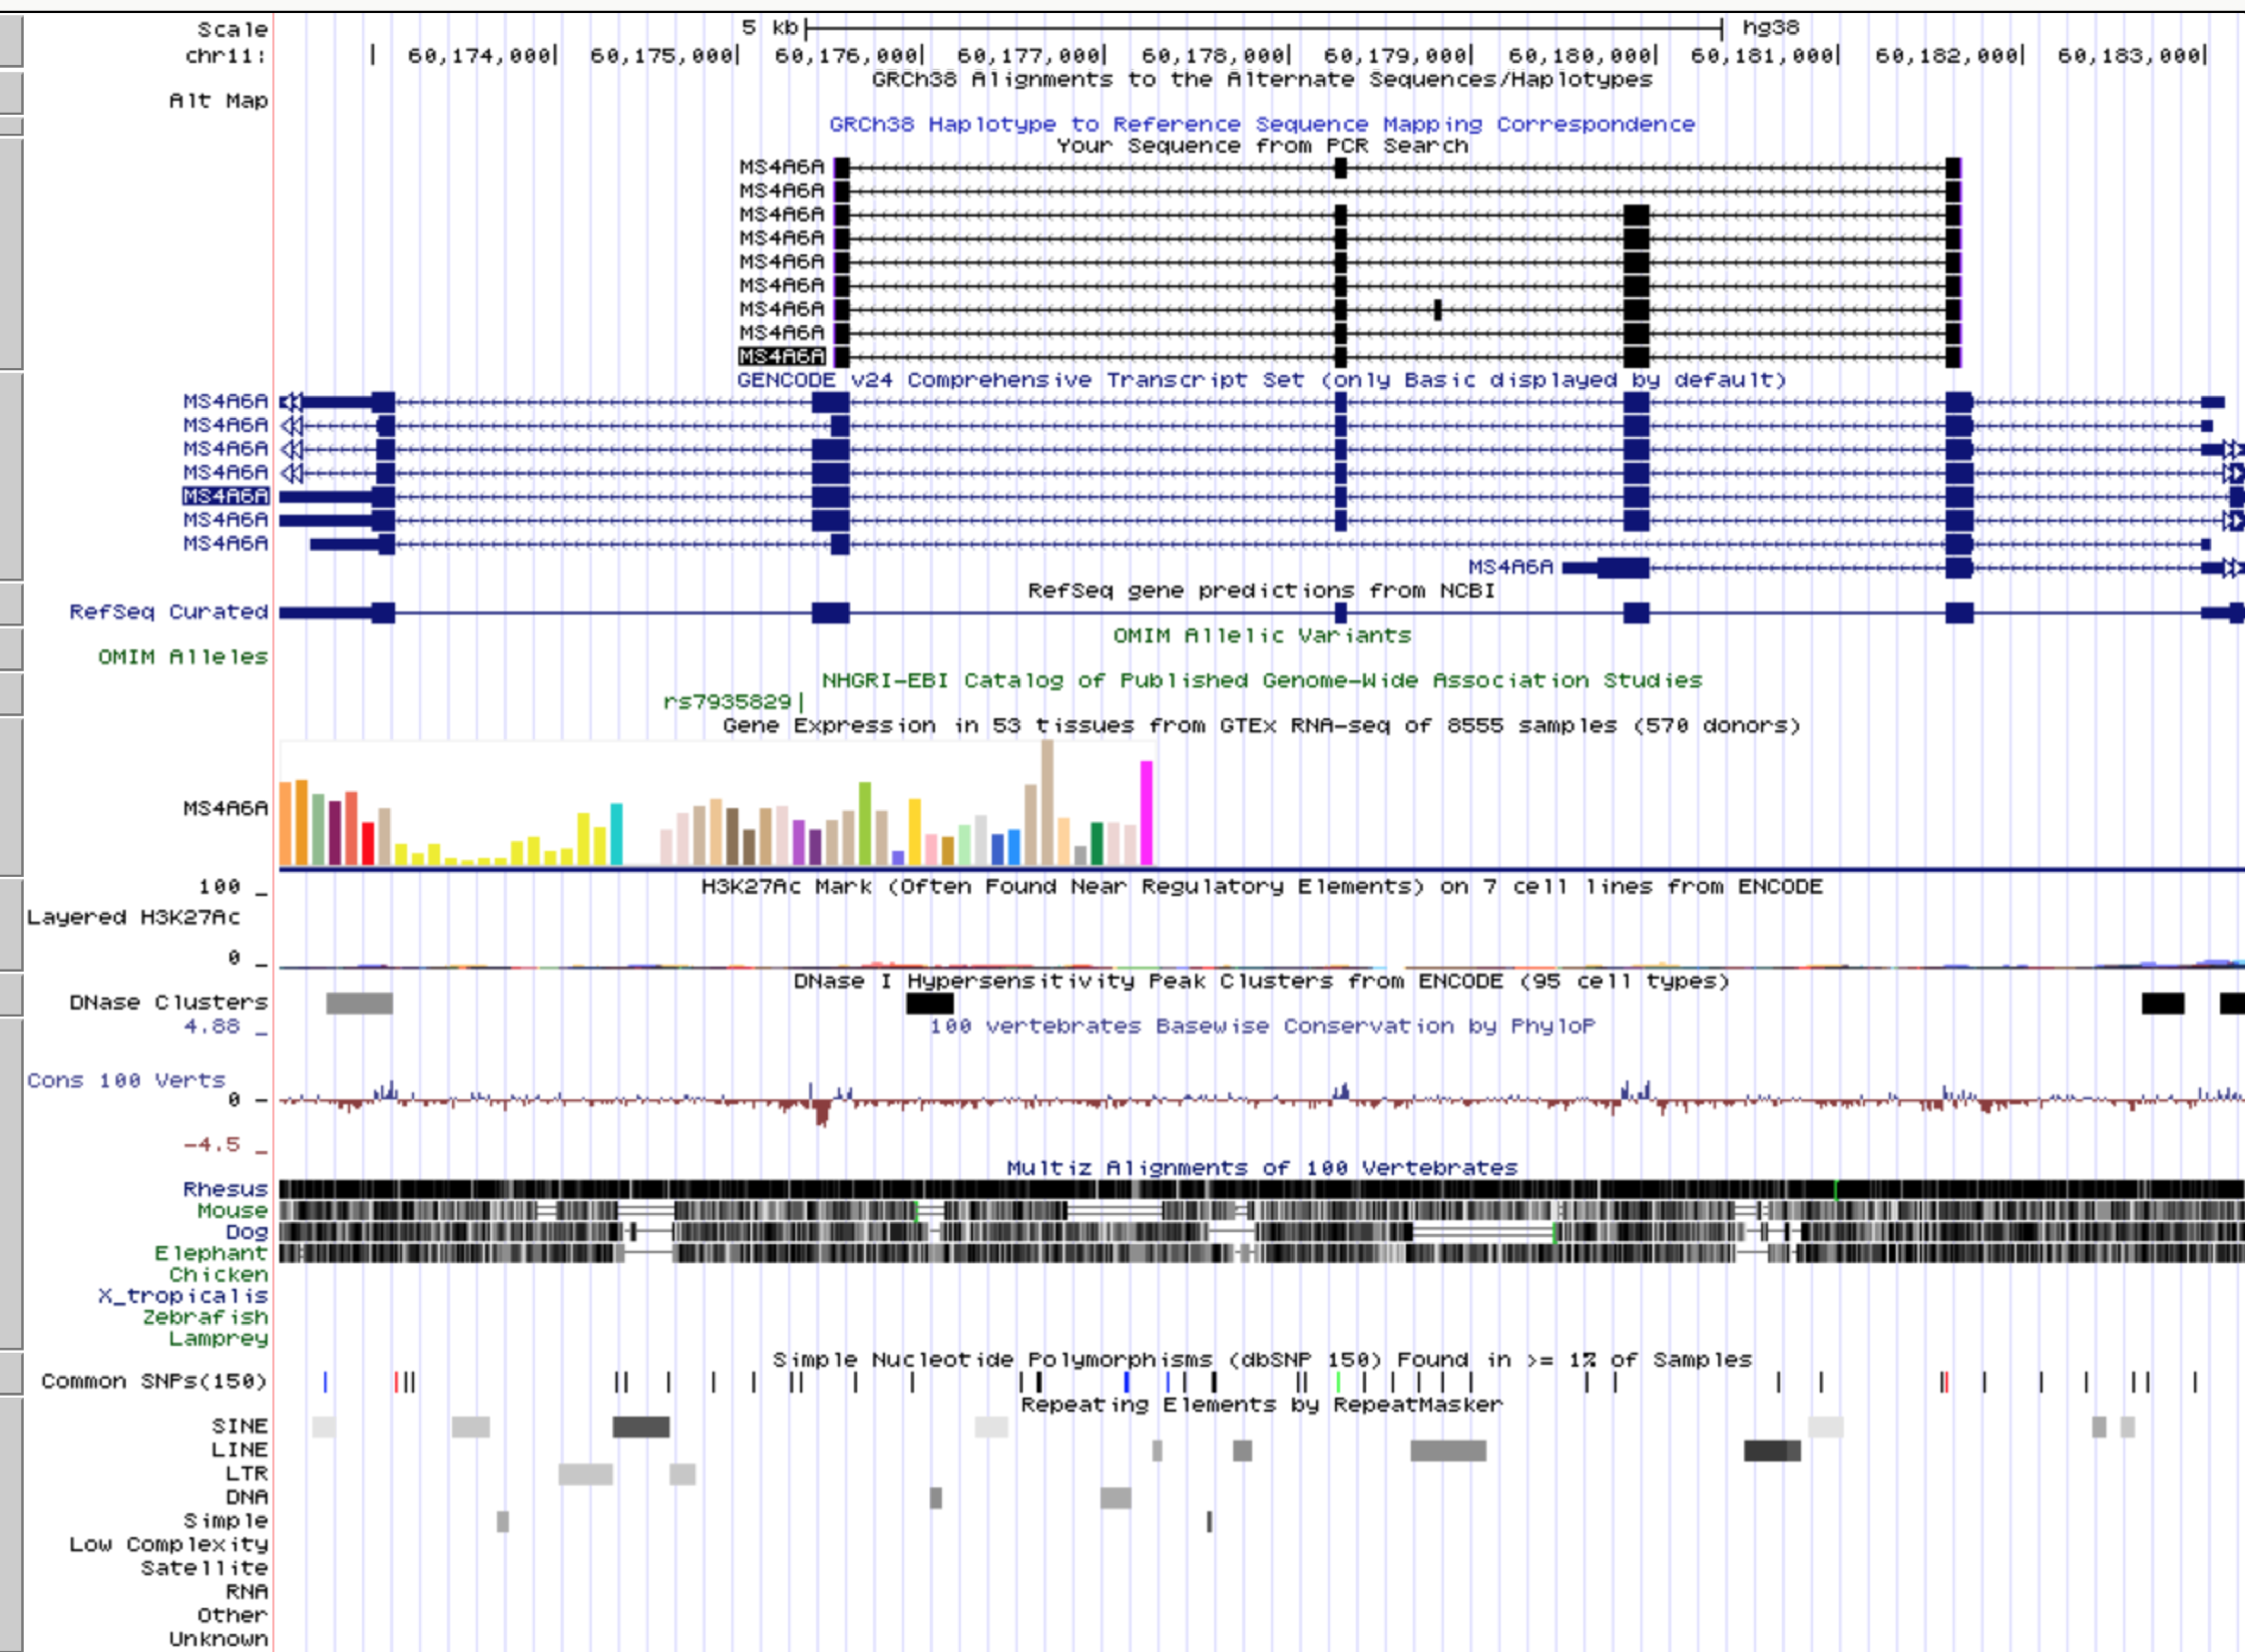 Scale 5 kb hg38
chr11: 60,174,000 60,175,000 60,176,000 60,177,000 60,178,000 60,179,000 60,180,000 60,181,000 60,182,000 60,183,000
GRCh38 Alignments to the Alternate Sequences/Haplotypes
Alt Map
GRCh38 Haplotype to Reference Sequence Mapping Correspondence
Your Sequence from PCR Search
MS4A6A
MS4A6A
MS4A6A
MS4A6A
MS4A6A
MS4A6A
MS4A6A
MS4A6A
MS4A6A
GENCODE v24 Comprehensive Transcript Set (only Basic displayed by default)
MS4A6A
MS4A6A
MS4A6A
MS4A6A
MS4A6A
MS4A6A
MS4A6A
MS4A6A
RefSeq gene predictions from NCBI
RefSeq Curated
OMIM Allelic Variants
OMIM Alleles
NHGRI-EBI Catalog of Published Genome-Wide Association Studies
rs7935829
Gene Expression in 53 tissues from GTEx RNA-seq of 8555 samples (570 donors)
MS4A6A
100 _
H3K27Ac Mark (Often Found Near Regulatory Elements) on 7 cell lines from ENCODE
Layered H3K27Ac
0 _
DNase I Hypersensitivity Peak Clusters from ENCODE (95 cell types)
DNase Clusters
4.88 _
100 vertebrates Basewise Conservation by PhyloP
Cons 100 Verts
0 -
-4.5 _
Multiz Alignments of 100 Vertebrates
Rhesus
Mouse
Dog
Elephant
Chicken
X_tropicalis
Zebrafish
Lamprey
Simple Nucleotide Polymorphisms (dbSNP 150) Found in >= 1% of Samples
Common SNPs(150)
Repeating Elements by RepeatMasker
SINE
LINE
LTR
DNA
Simple
Low Complexity
Satellite
RNA
Other
Unknown